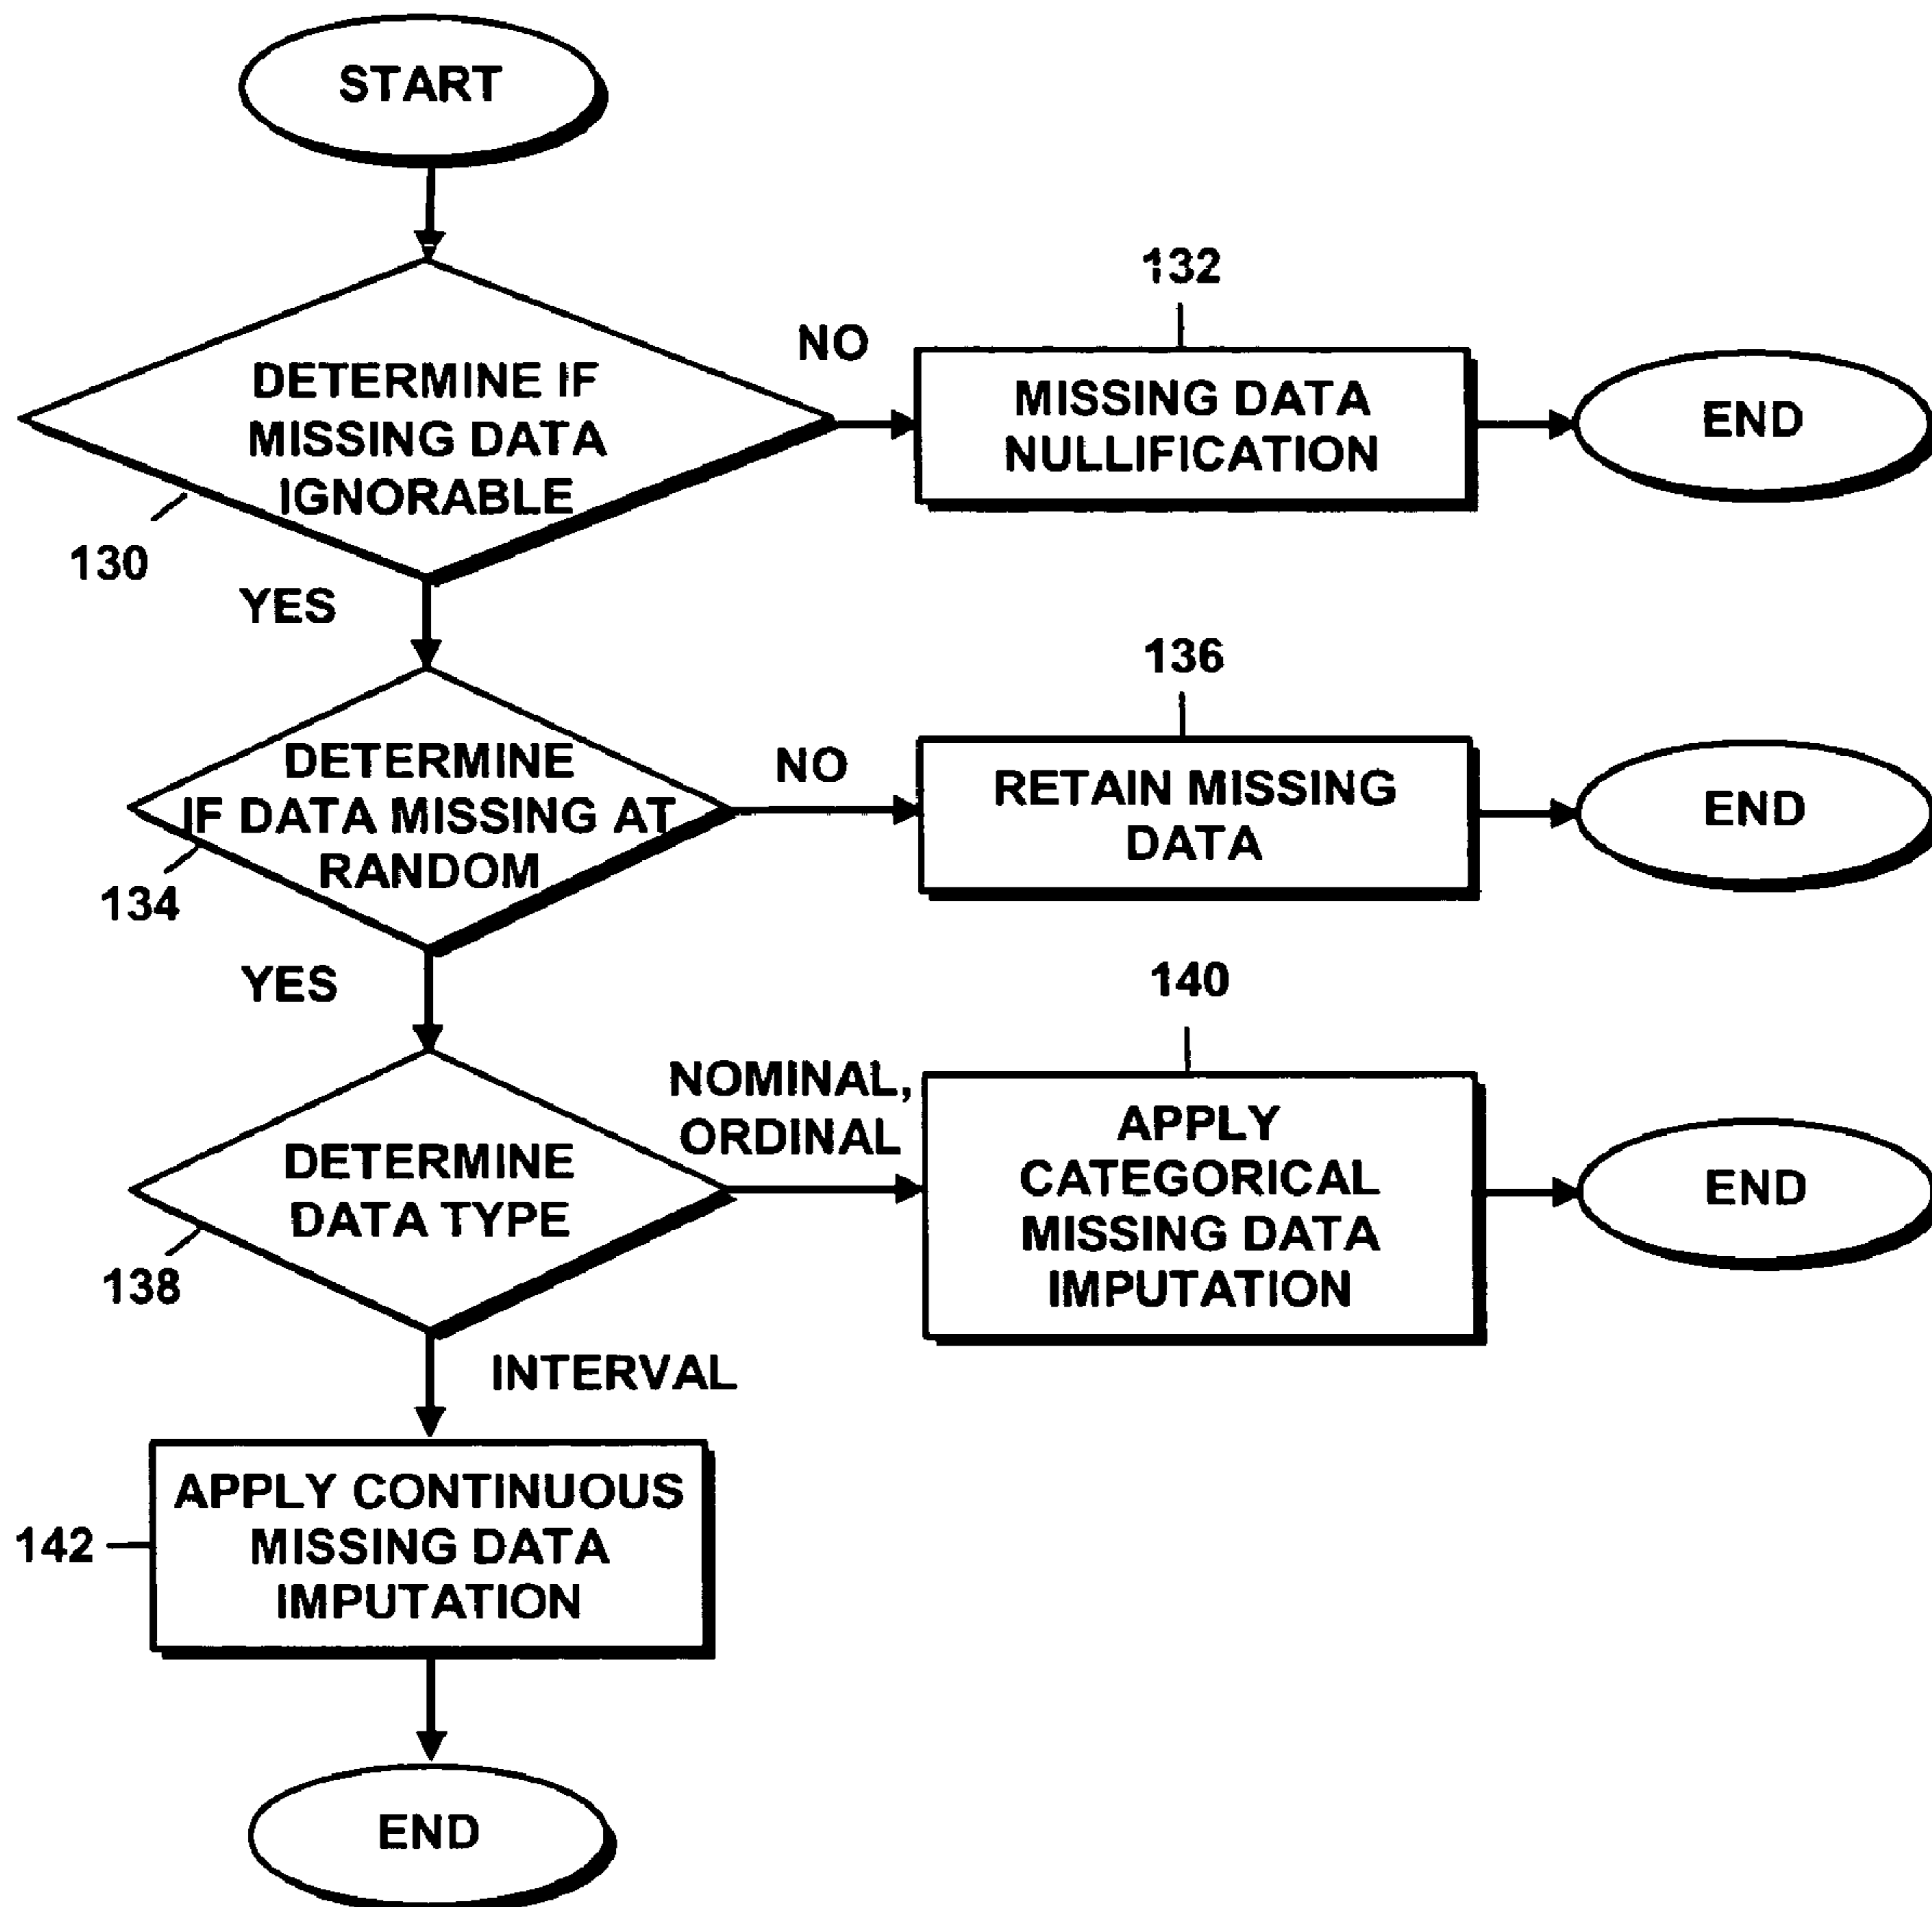 START
132
NO
DETERMINE IF
MISSING DATA
IGNORABLE
MISSING DATA
NULLIFICATION
END
130
YES
136
DETERMINE
IF DATA MISSING AT
RANDOM
NO
RETAIN MISSING
DATA
END
134
YES
140
NOMINAL,
ORDINAL
DETERMINE
DATA TYPE
APPLY
CATEGORICAL
MISSING DATA
IMPUTATION
END
138
INTERVAL
APPLY CONTINUOUS
MISSING DATA
IMPUTATION
142
END